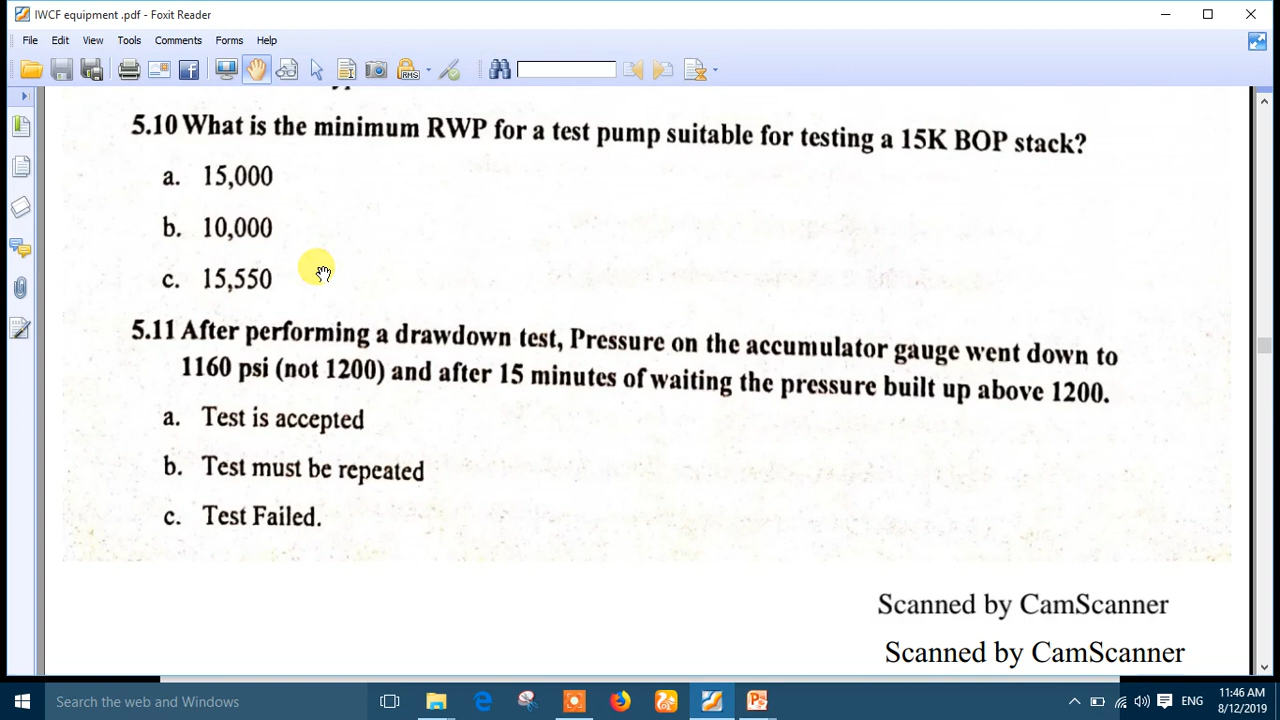 IWCF equipment .pdf - Foxit Reader
File Edit View Tools Comments Forms Help
RMS
5.10 What is the minimum RWP for a test pump suitable for testing a 15K BOP stack?
a. 15,000
b. 10,000
c. 15,550
5.11 After performing a drawdown test, Pressure on the accumulator gauge went down to
1160 psi (not 1200) and after 15 minutes of waiting the pressure built up above 1200.
a. Test is accepted
b. Test must be repeated
c. Test Failed.
Scanned by CamScanner
Scanned by CamScanner
Search the web and Windows
ENG
11:46 AM
8/12/2019